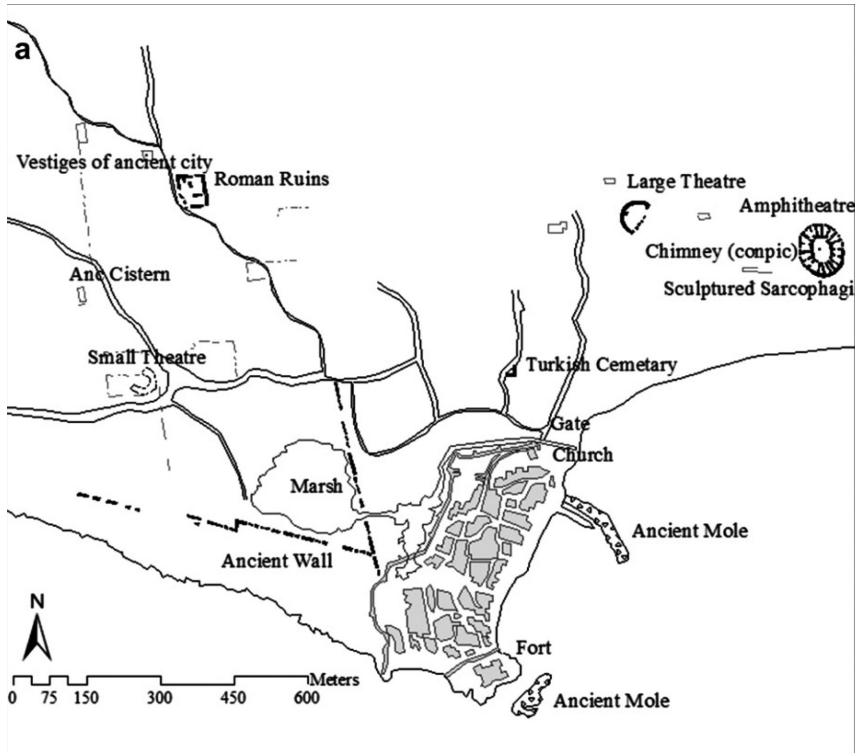 a
Vestiges of ancient city
Roman Ruins
Large Theatre
Amphitheatre
Chimney (conpic)
Sculptured Sarcophagi
Anc Cistern
Small Theatre
Turkish Cemetary
Gate
Church
Marsh
Ancient Mole
Ancient Wall
N
Fort
Meters
0 75 150 300 450 600
Ancient Mole